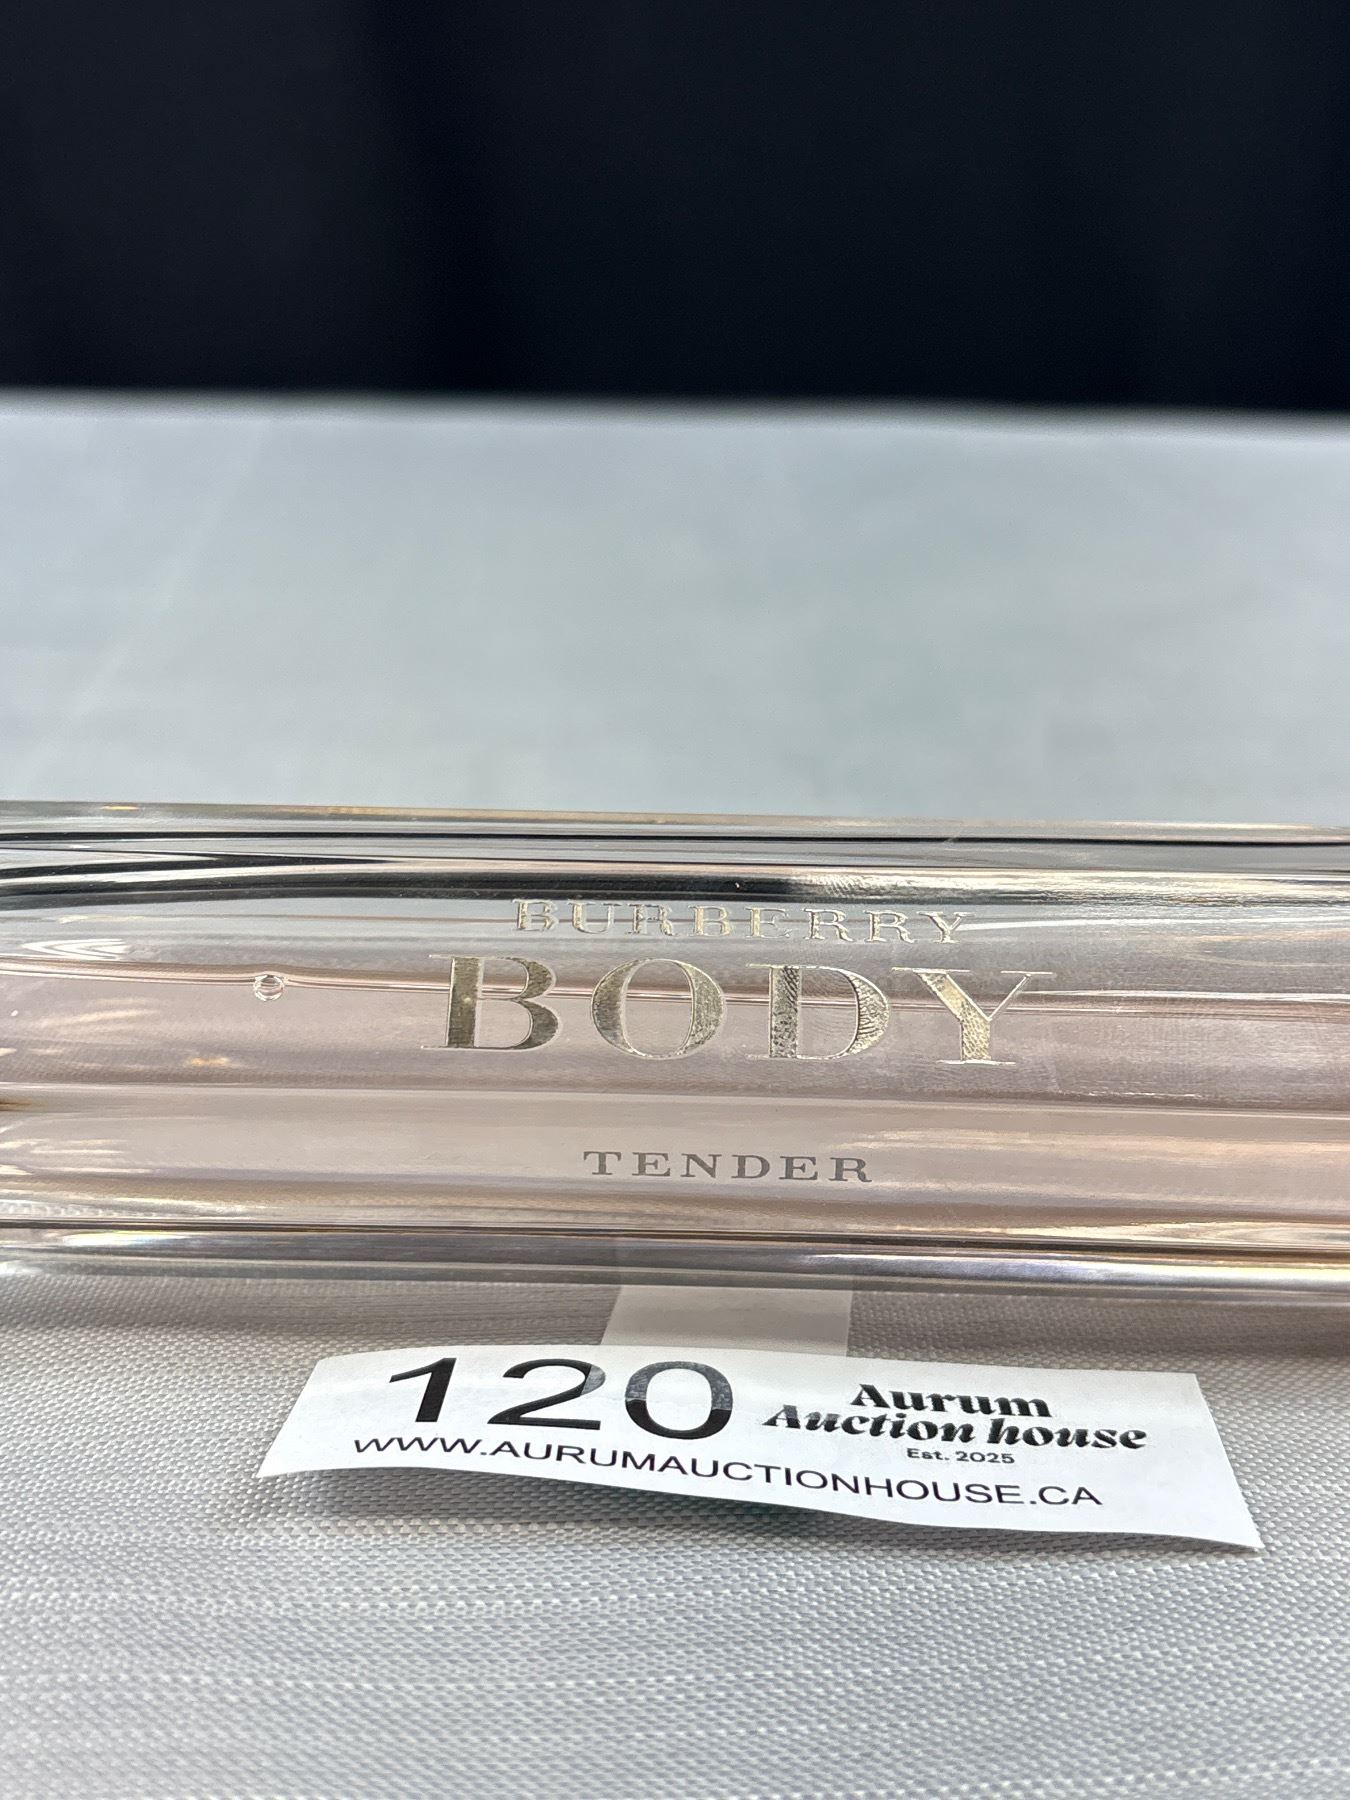 BURBERRY
BODY
TENDER
120
Aurum
Auction house
Est. 2025
WWW.AURUMAUCTIONHOUSE.CA